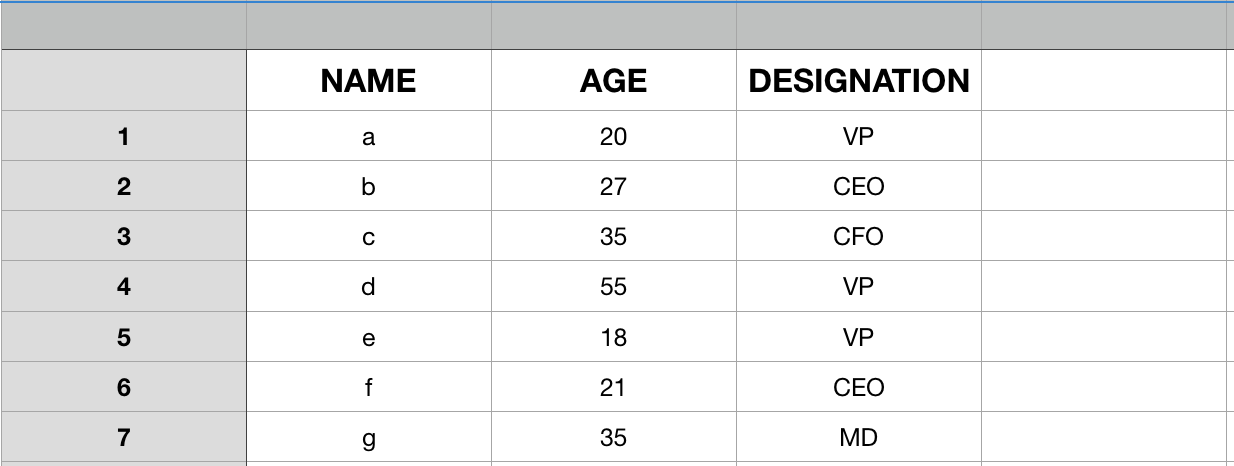 NAME AGE DESIGNATION
1 a 20 VP
2 b 27 CEO
3 c 35 CFO
4 d 55 VP
5 e 18 VP
6 f 21 CEO
7 g 35 MD